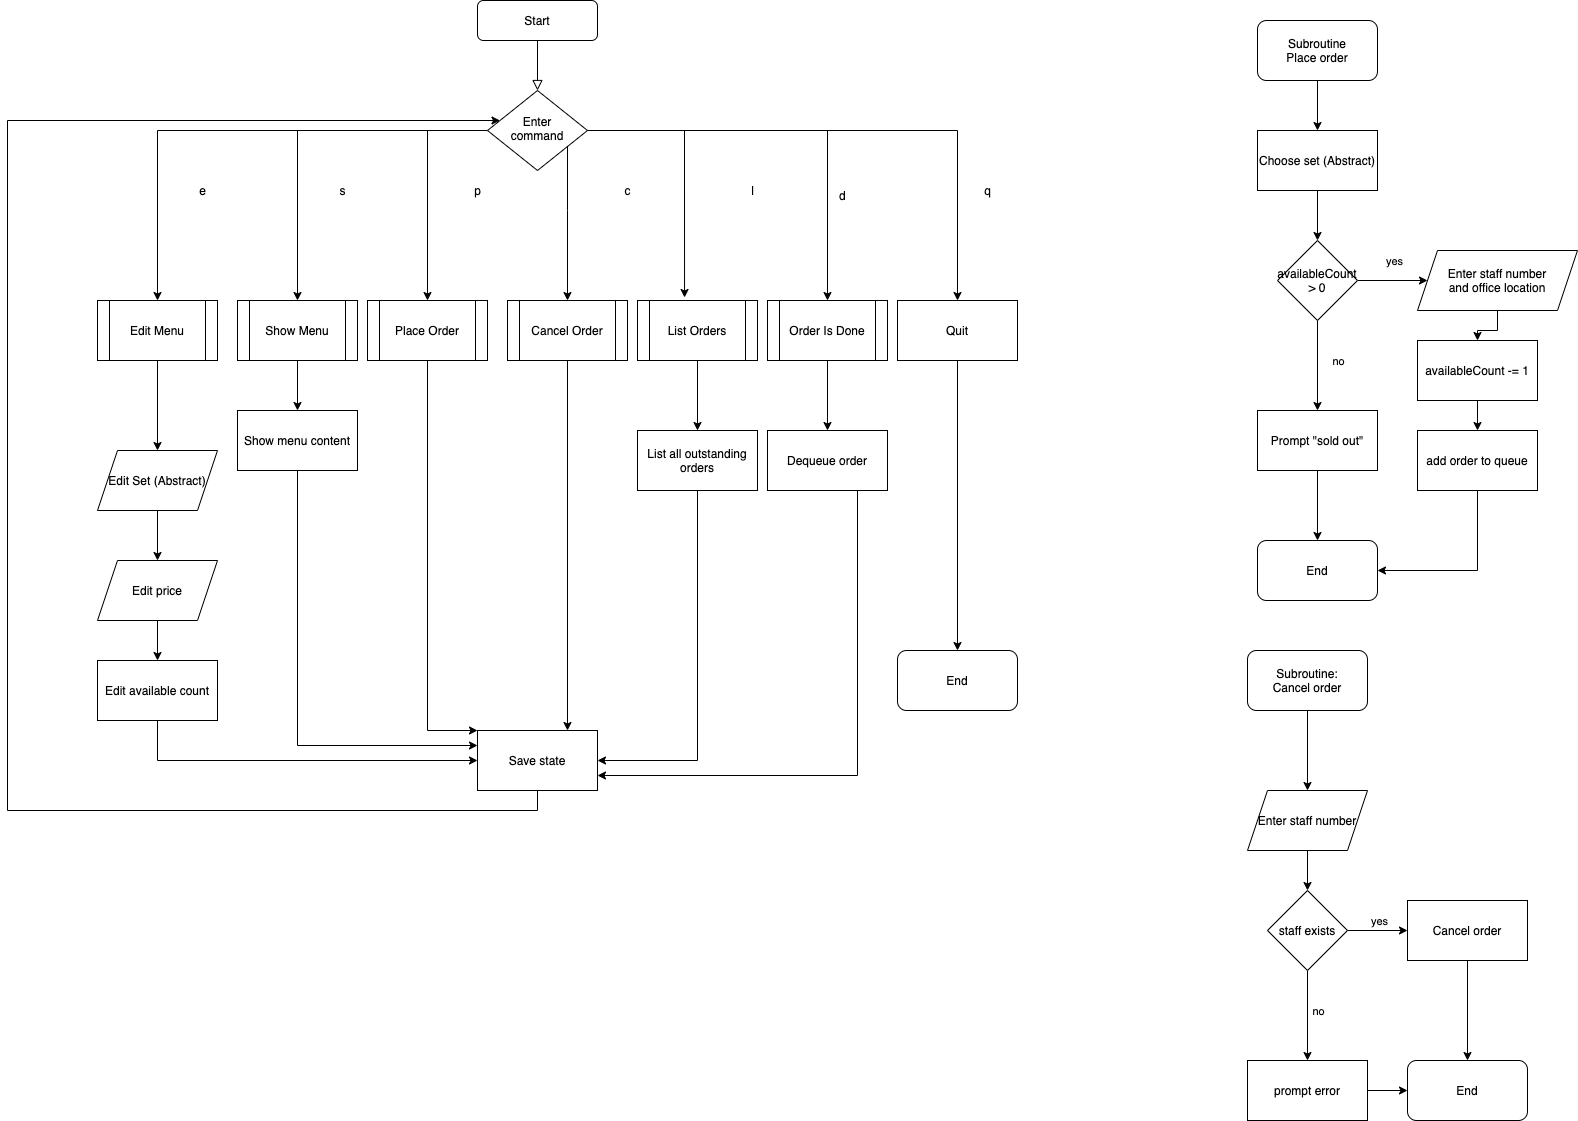 Start
Enter
command
e
s
p
c
l
d
q
Edit Menu
Show Menu
Place Order
Cancel Order
List Orders
Order Is Done
Quit
Show menu content
Edit Set (Abstract)
List all outstanding
orders
Dequeue order
Edit price
Edit available count
Save state
End
Subroutine
Place order
Choose set (Abstract)
availableCount
> 0
yes
Enter staff number
and office location
no
availableCount -= 1
Prompt "sold out"
add order to queue
End
Subroutine:
Cancel order
Enter staff number
staff exists
yes
Cancel order
no
prompt error
End